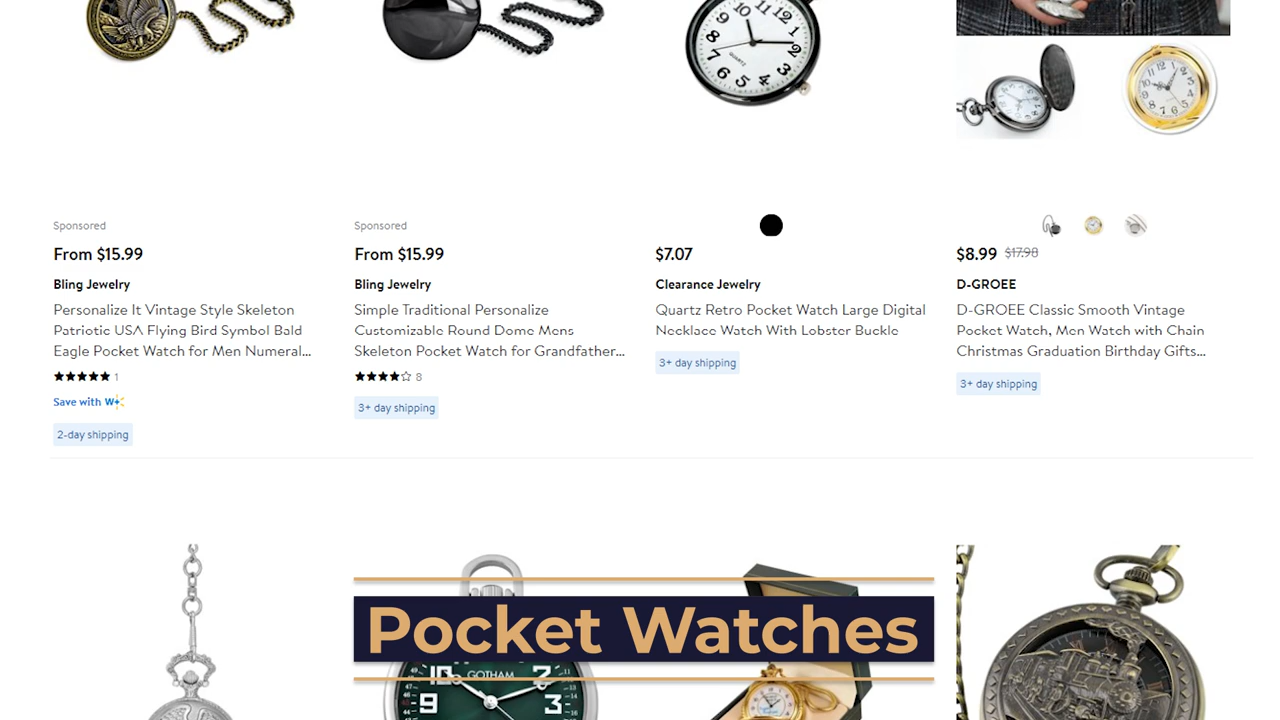 Sponsored
From $15.99
Bling Jewelry
Personalize It Vintage Style Skeleton
Patriotic USA Flying Bird Symbol Bald
Eagle Pocket Watch for Men Numeral...
1
Save with W+
2-day shipping
Sponsored
From $15.99
Bling Jewelry
Simple Traditional Personalize
Customizable Round Dome Mens
Skeleton Pocket Watch for Grandfather...
8
3+ day shipping
$7.07
Clearance Jewelry
Quartz Retro Pocket Watch Large Digital
Necklace Watch With Lobster Buckle
3+ day shipping
$8.99 $17.98
D-GROEE
D-GROEE Classic Smooth Vintage
Pocket Watch, Men Watch with Chain
Christmas Graduation Birthday Gifts...
3+ day shipping
Pocket Watches
GOTHAM